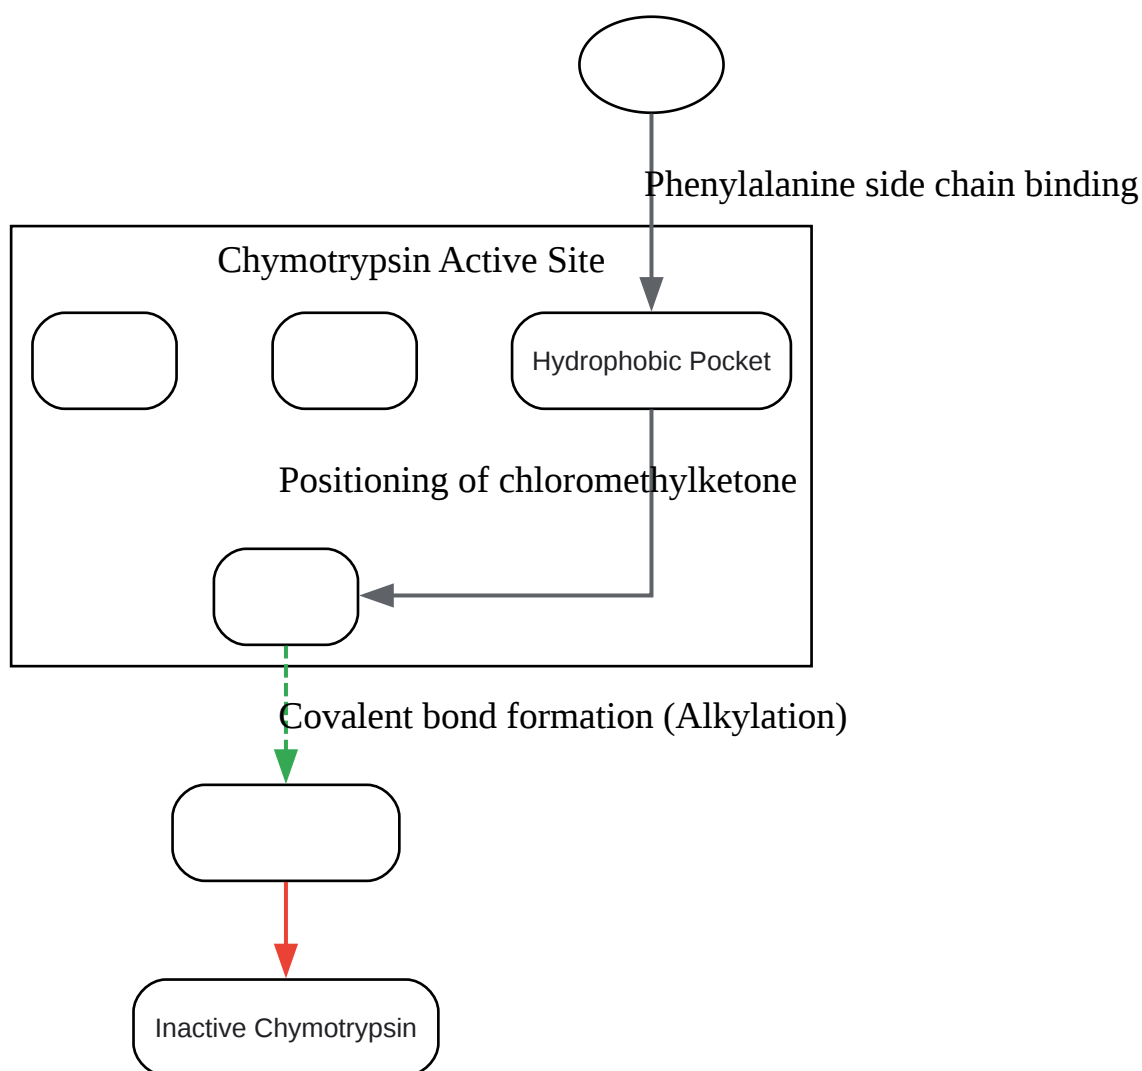 Phenylalanine side chain binding
Chymotrypsin Active Site
Hydrophobic Pocket
Positioning of chloromethylketone
Covalent bond formation (Alkylation)
Inactive Chymotrypsin